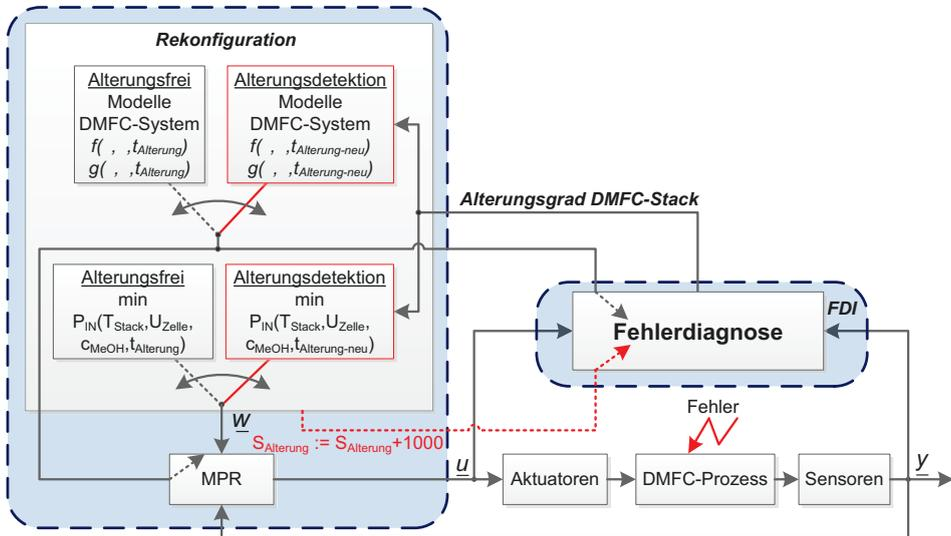 Rekonfiguration
Alterungsfrei
Modelle
DMFC-System
f( , ,tAlterung)
g( , ,tAlterung)
Alterungsdetektion
Modelle
DMFC-System
f( , ,tAlterung-neu)
g( , ,tAlterung-neu)
Alterungsgrad DMFC-Stack
Alterungsfrei
min
PIN(TStack,UZelle,
cMeOH,tAlterung)
Alterungsdetektion
min
PIN(TStack,UZelle,
cMeOH,tAlterung-neu)
FDI
Fehlerdiagnose
w
SAlterung := SAlterung+1000
Fehler
MPR
u
Aktuatoren
DMFC-Prozess
Sensoren
y